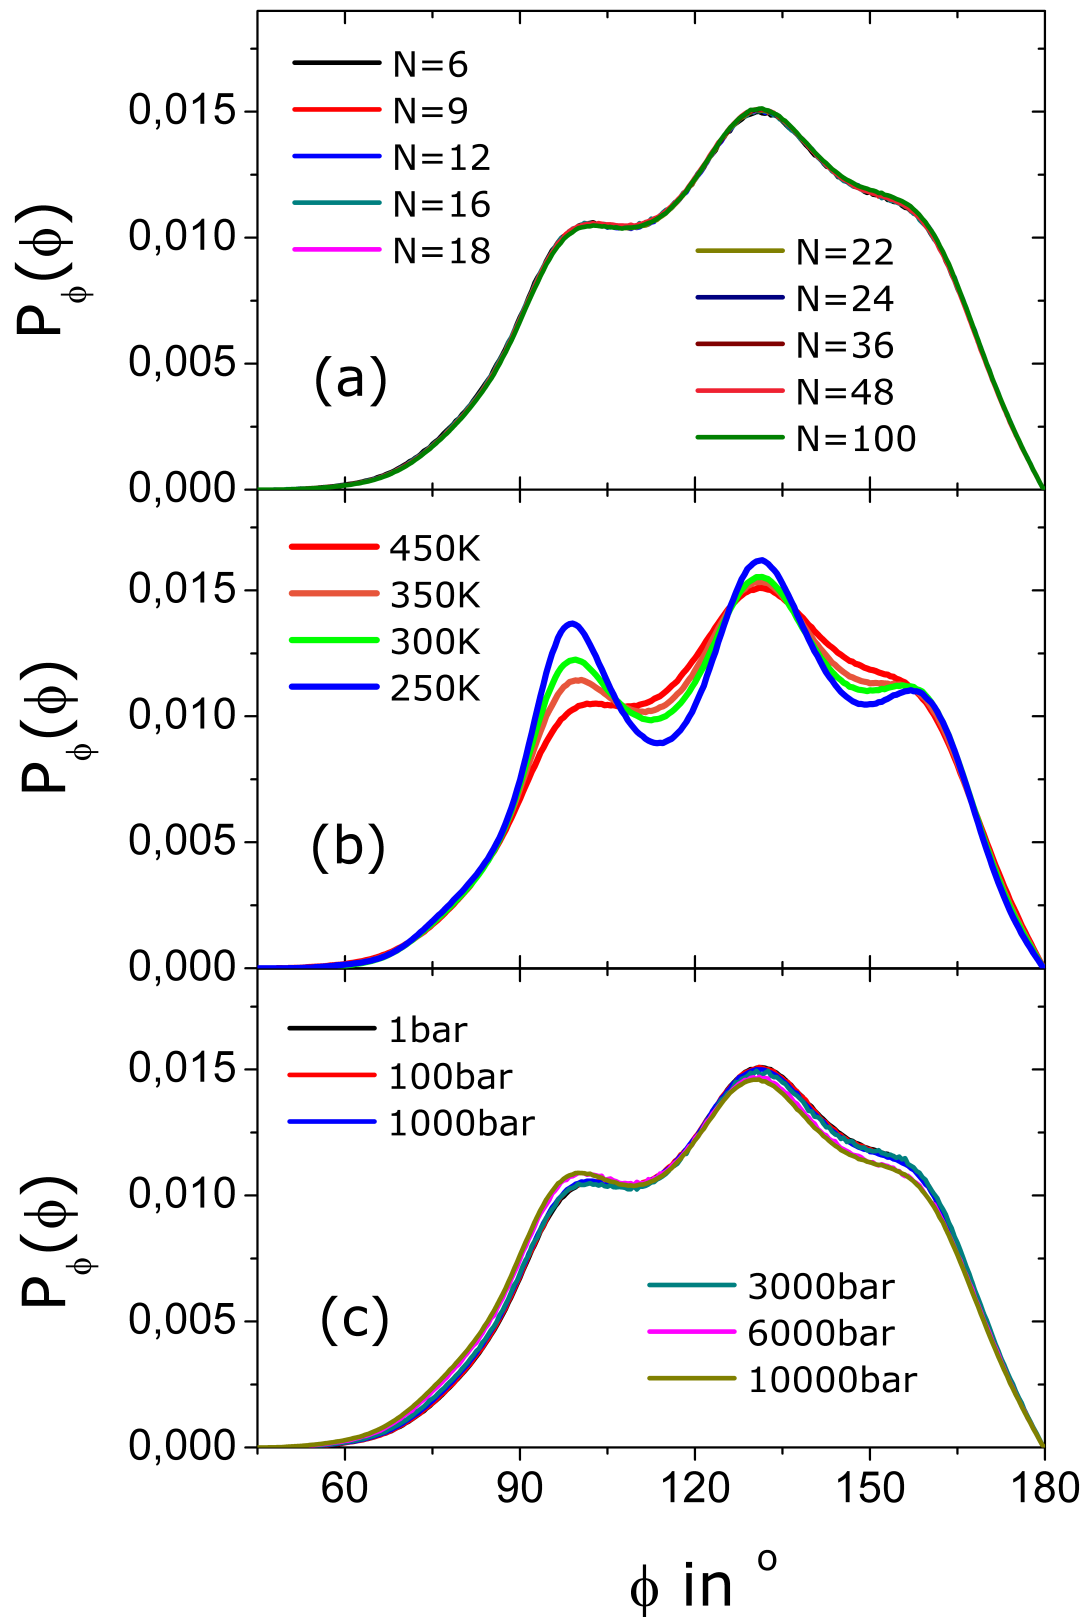 N=6
N=9
N=12
N=16
N=18
N=22
N=24
N=36
N=48
N=100
(a)
0,015
0,010
0,005
0,000
Pϕ(ϕ)
450K
350K
300K
250K
(b)
0,015
0,010
0,005
0,000
Pϕ(ϕ)
1bar
100bar
1000bar
3000bar
6000bar
10000bar
(c)
0,015
0,010
0,005
0,000
Pϕ(ϕ)
60 90 120 150 180
ϕ in °